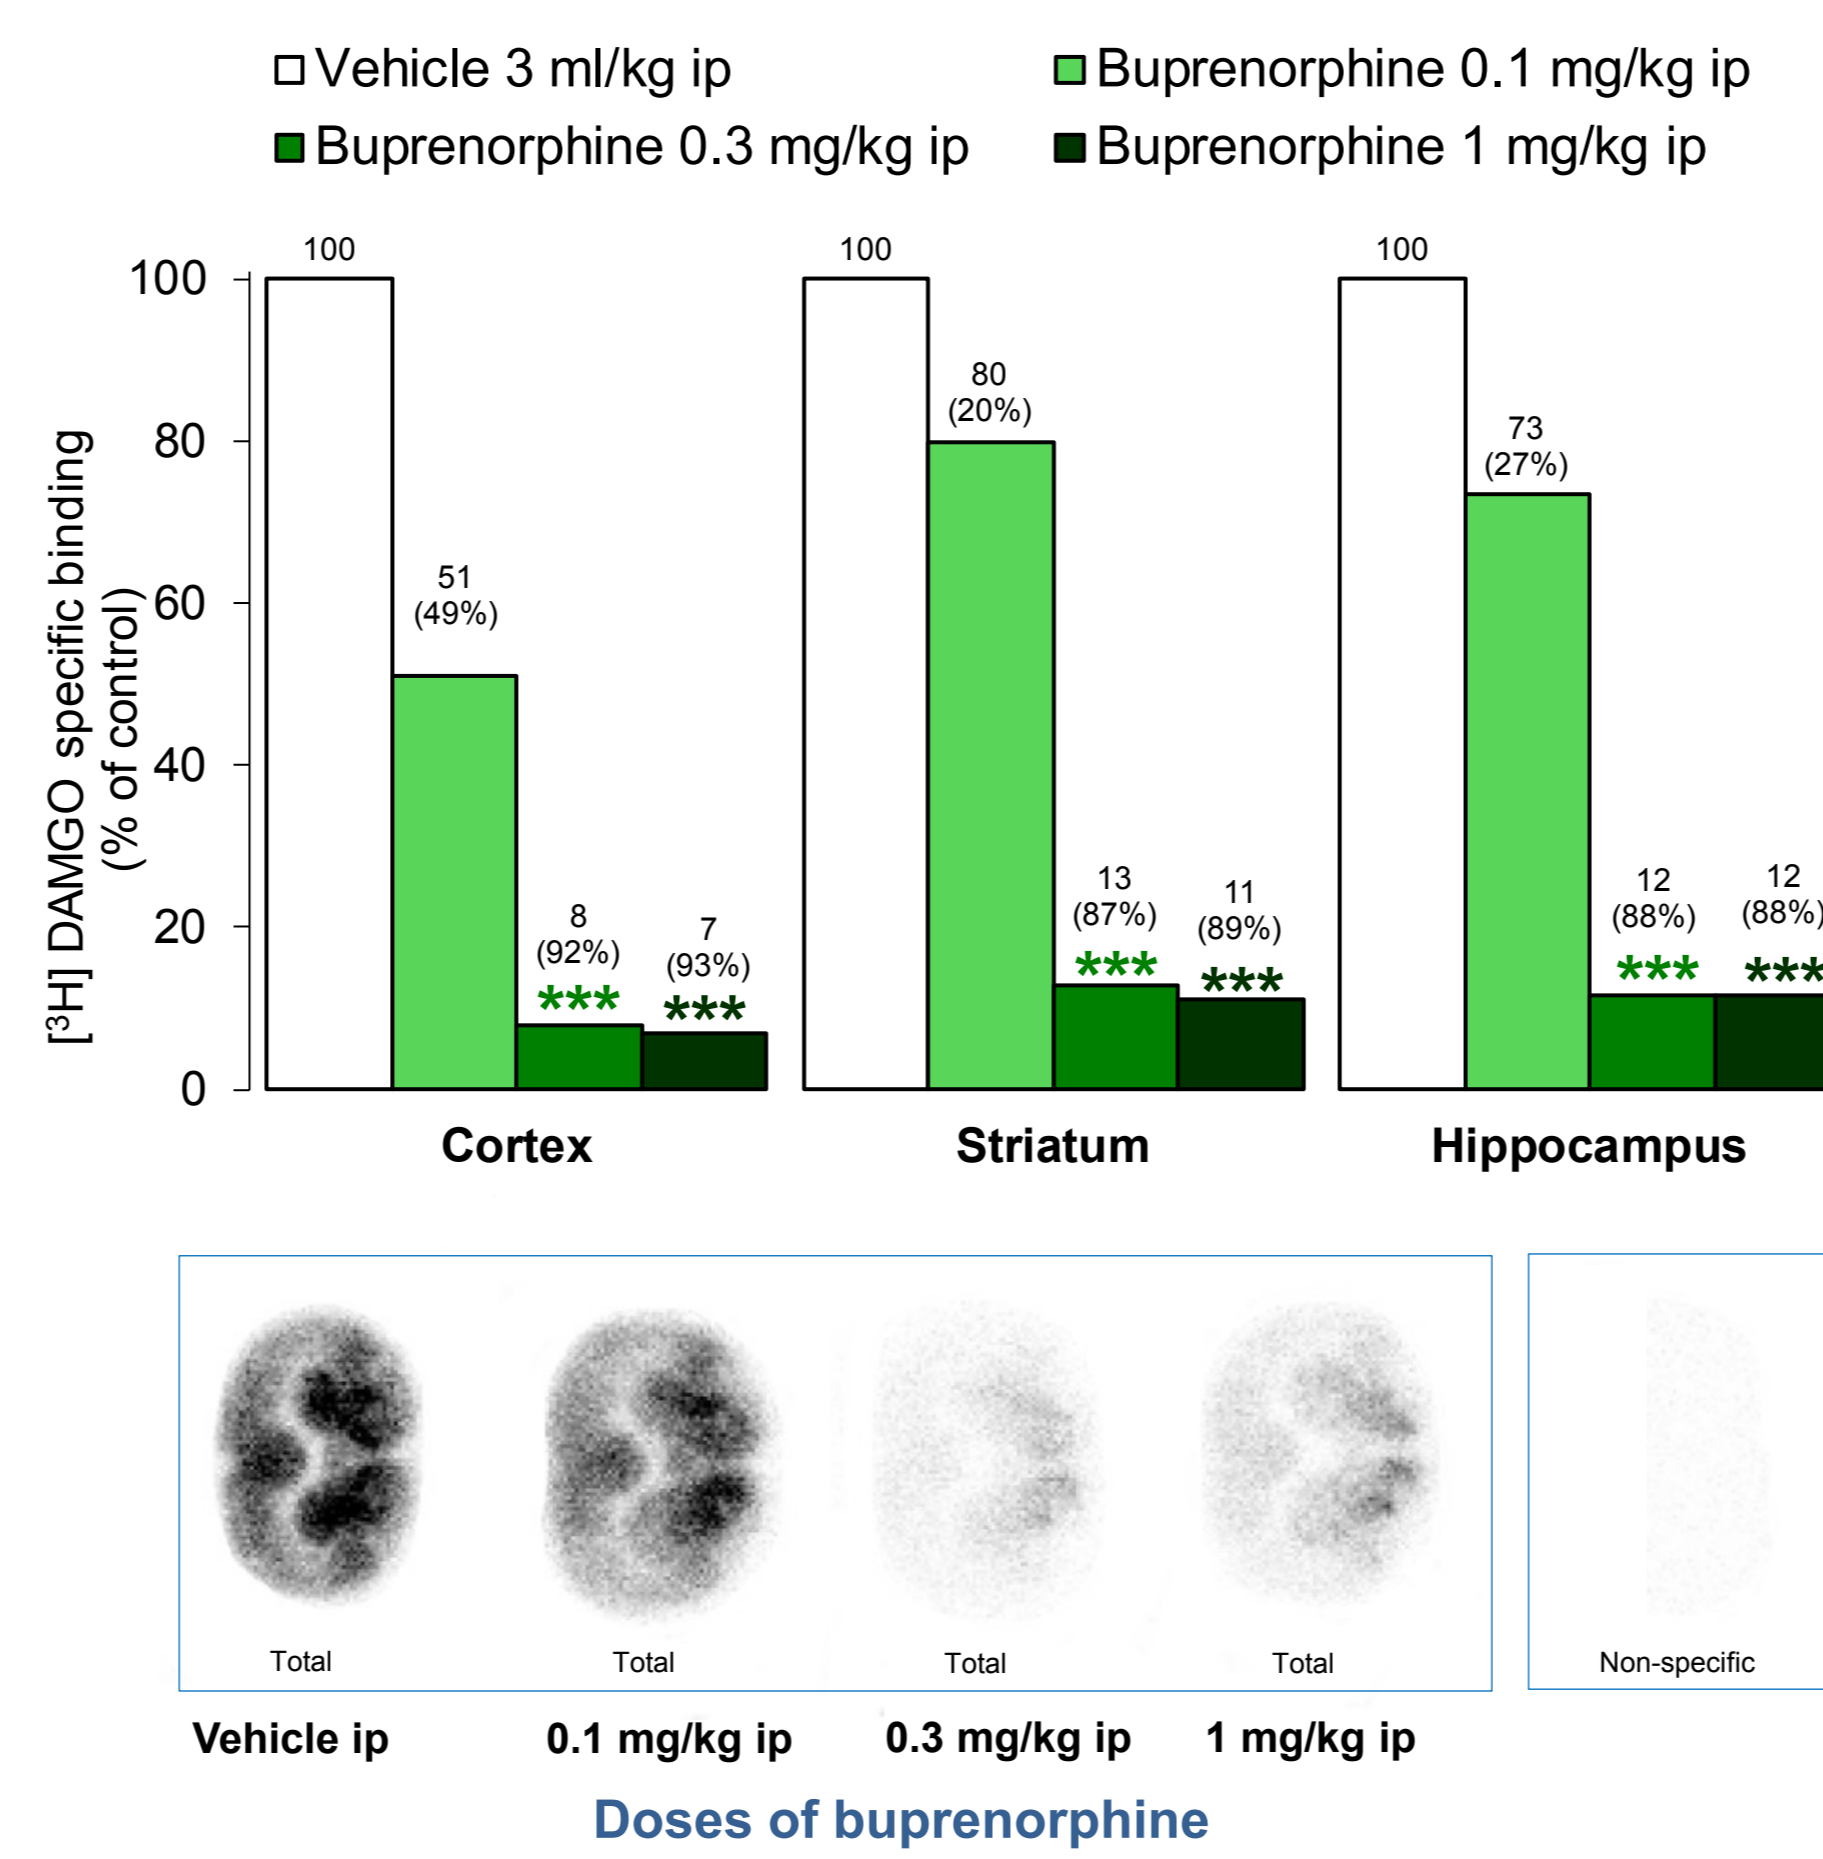 Vehicle 3 ml/kg ip
Buprenorphine 0.1 mg/kg ip
Buprenorphine 0.3 mg/kg ip
Buprenorphine 1 mg/kg ip
[³H] DAMGO specific binding
(% of control)
100
80
60
40
20
0
100
51
(49%)
8
(92%)
***
7
(93%)
***
100
80
(20%)
13
(87%)
***
11
(89%)
***
100
73
(27%)
12
(88%)
***
12
(88%)
***
Cortex
Striatum
Hippocampus
Total
Total
Total
Total
Non-specific
Vehicle ip
0.1 mg/kg ip
0.3 mg/kg ip
1 mg/kg ip
Doses of buprenorphine